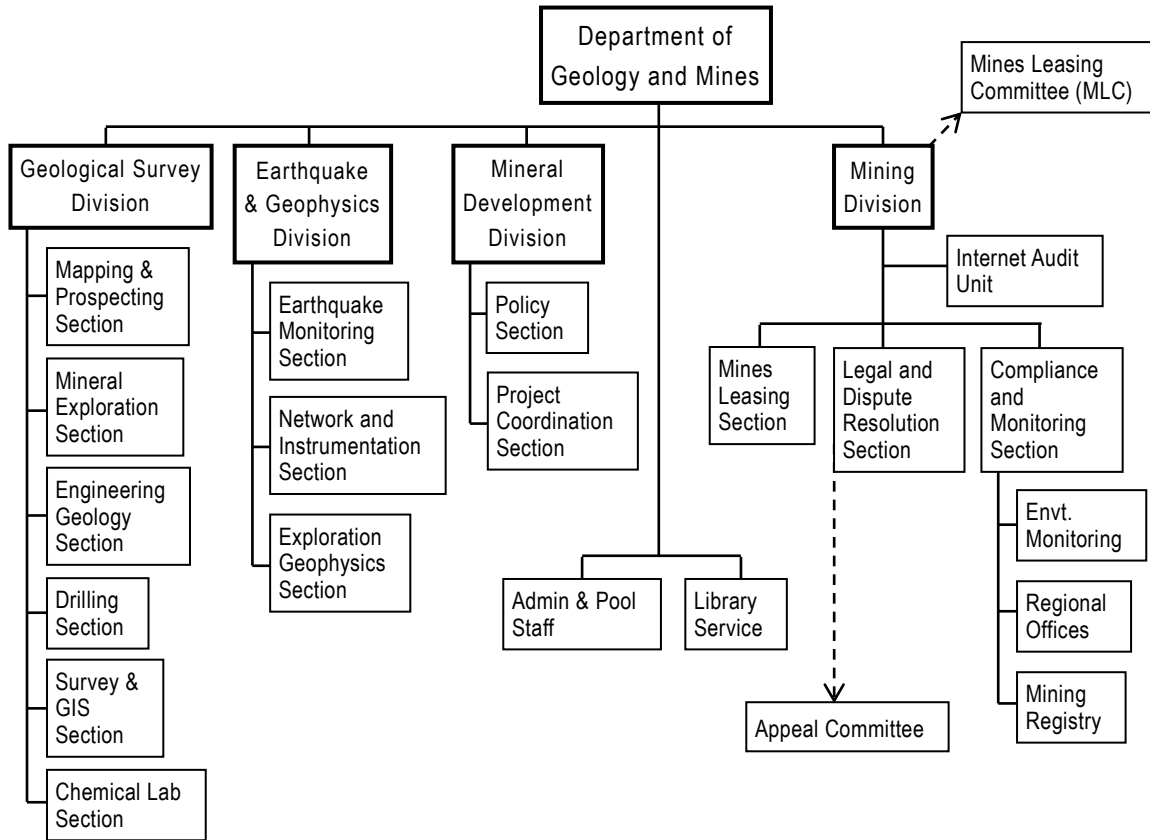 Department of
Geology and Mines
Mines Leasing
Committee (MLC)
Geological Survey
Division
Earthquake
& Geophysics
Division
Mineral
Development
Division
Mining
Division
Mapping &
Prospecting
Section
Mineral
Exploration
Section
Engineering
Geology
Section
Drilling
Section
Survey &
GIS
Section
Chemical Lab
Section
Earthquake
Monitoring
Section
Network and
Instrumentation
Section
Exploration
Geophysics
Section
Policy
Section
Project
Coordination
Section
Admin & Pool
Staff
Library
Service
Internet Audit
Unit
Mines
Leasing
Section
Legal and
Dispute
Resolution
Section
Compliance
and
Monitoring
Section
Envt.
Monitoring
Regional
Offices
Mining
Registry
Appeal Committee